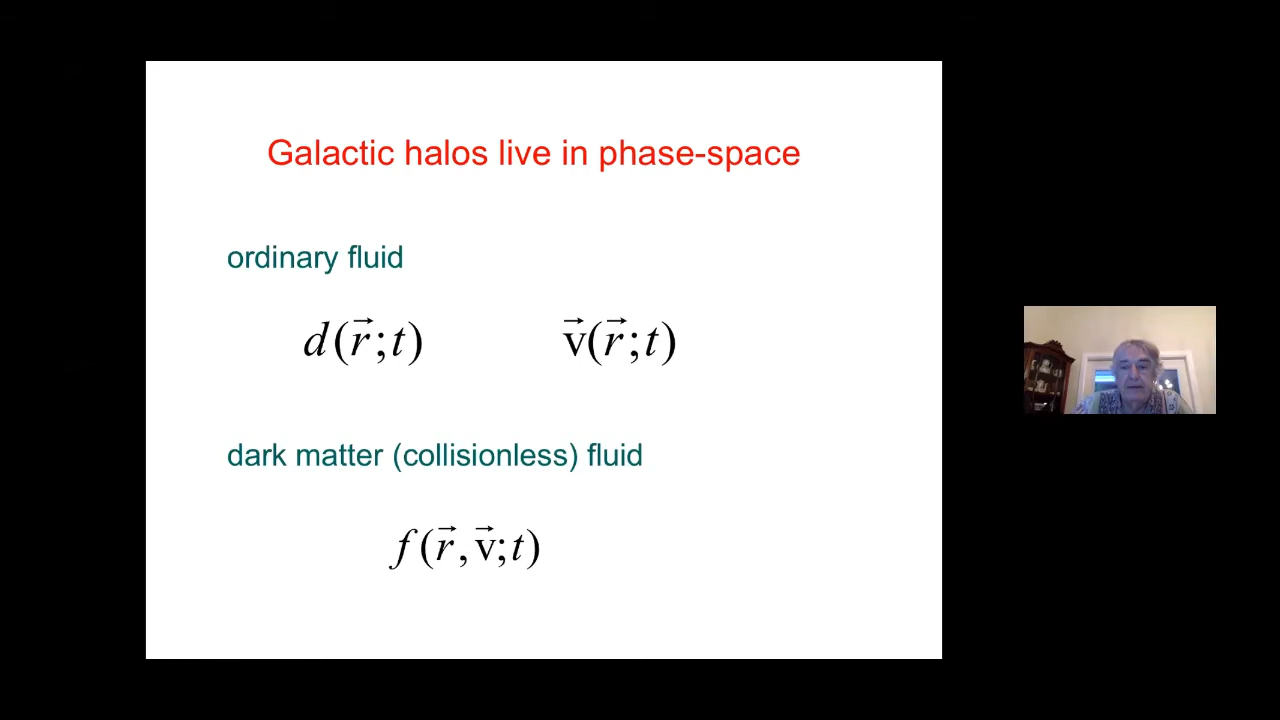 Galactic halos live in phase-space
ordinary fluid
d(r⃗;t) v⃗(r⃗;t)
dark matter (collisionless) fluid
f(r⃗,v⃗;t)